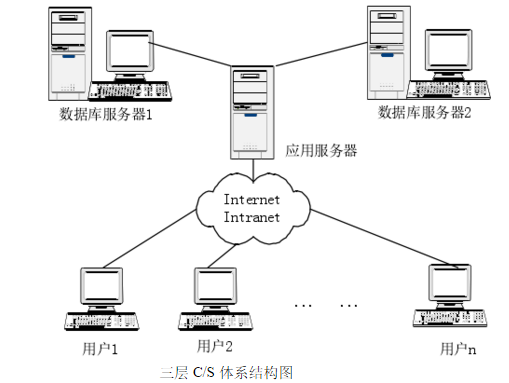 数据库服务器1
数据库服务器2
应用服务器
Internet
Intranet
... ...
用户1
用户2
用户n
三层 C/S 体系结构图